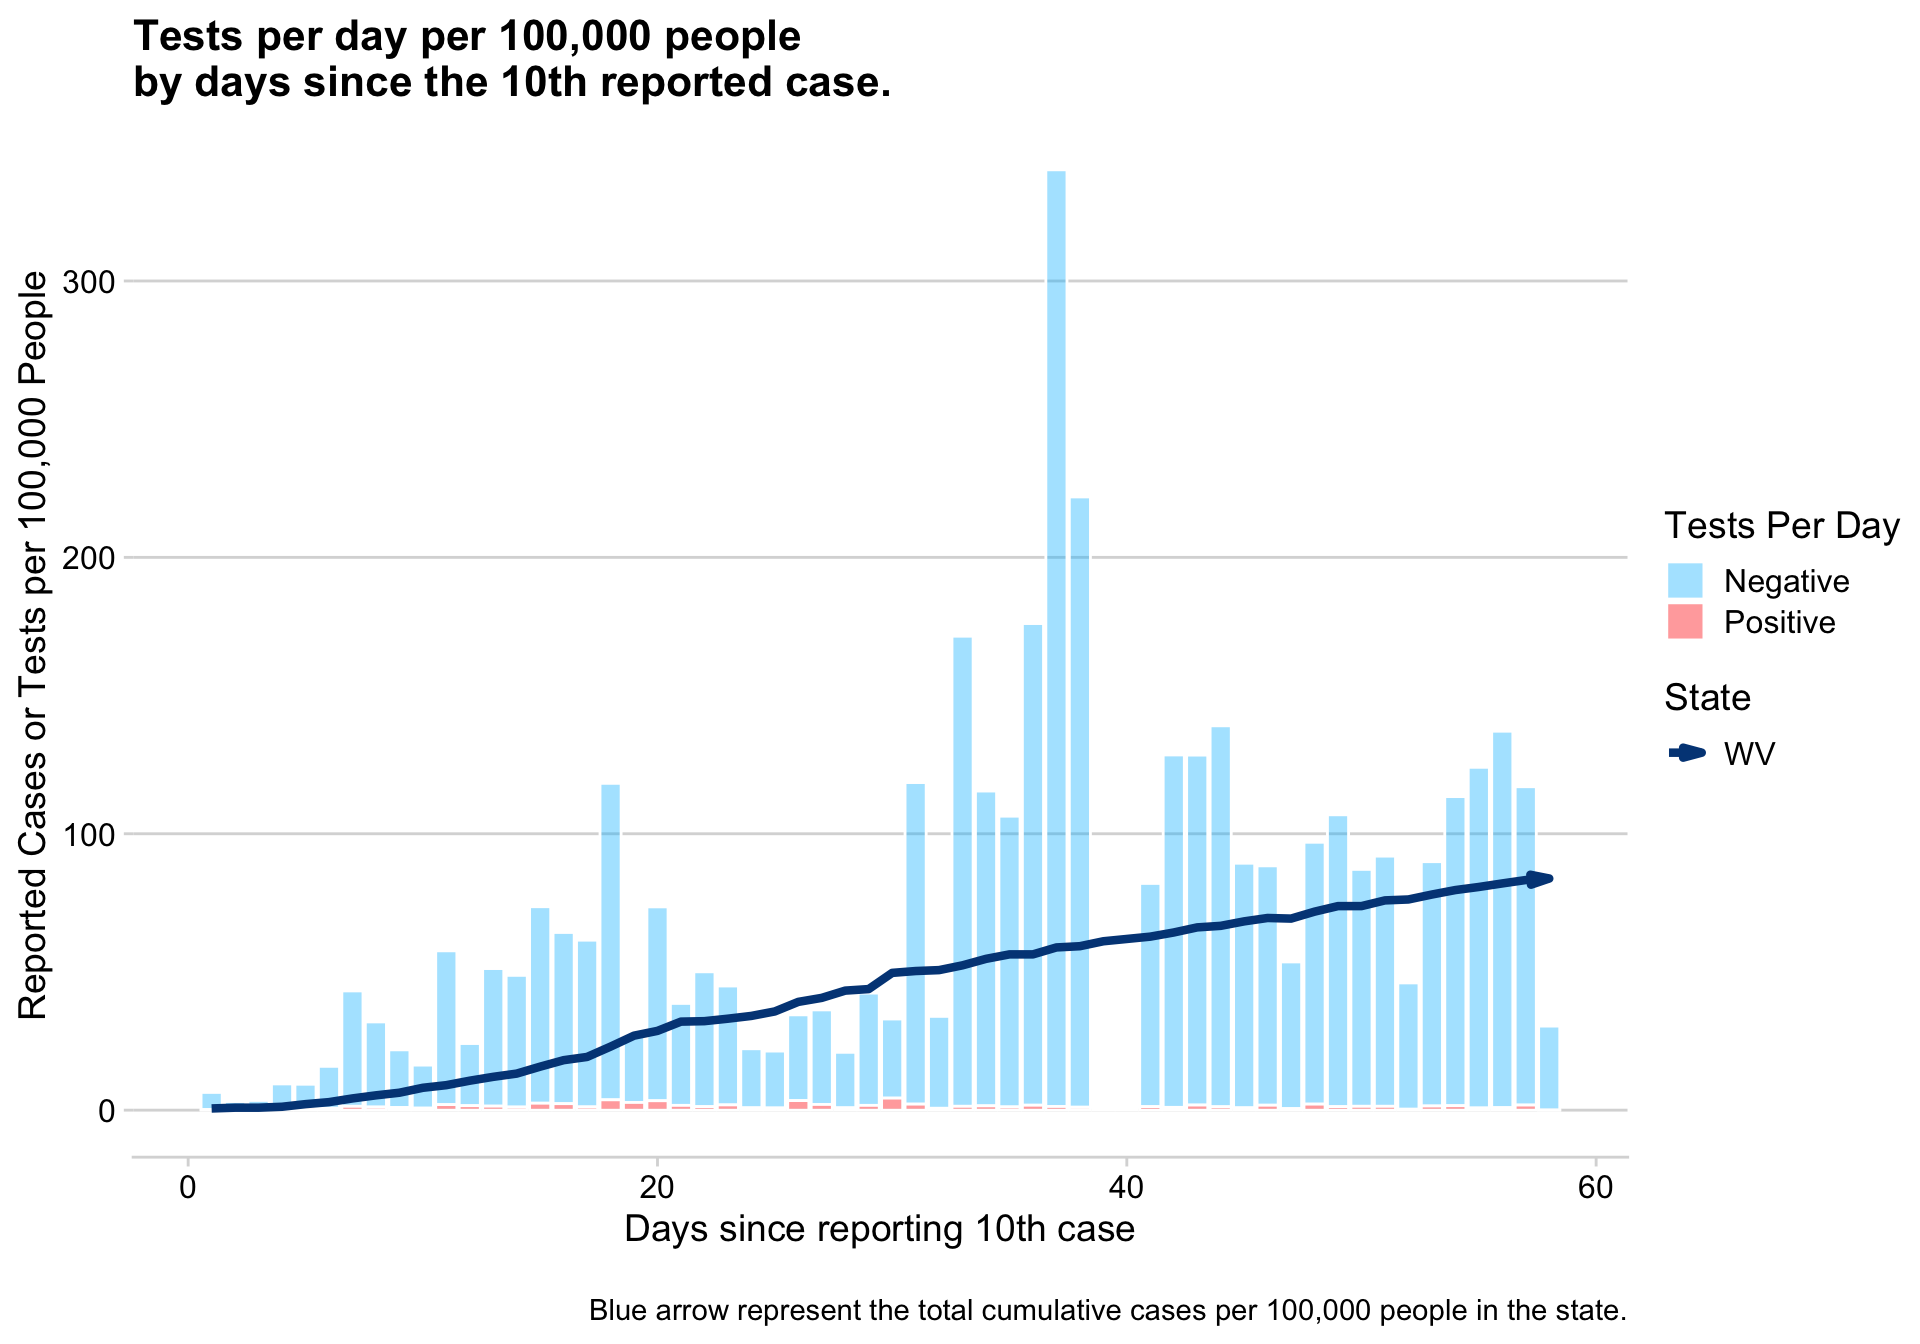 Tests per day per 100,000 people
by days since the 10th reported case.
Reported Cases or Tests per 100,000 People
300
200
100
0
0
20
40
60
Days since reporting 10th case
Tests Per Day
Negative
Positive
State
WV
Blue arrow represent the total cumulative cases per 100,000 people in the state.